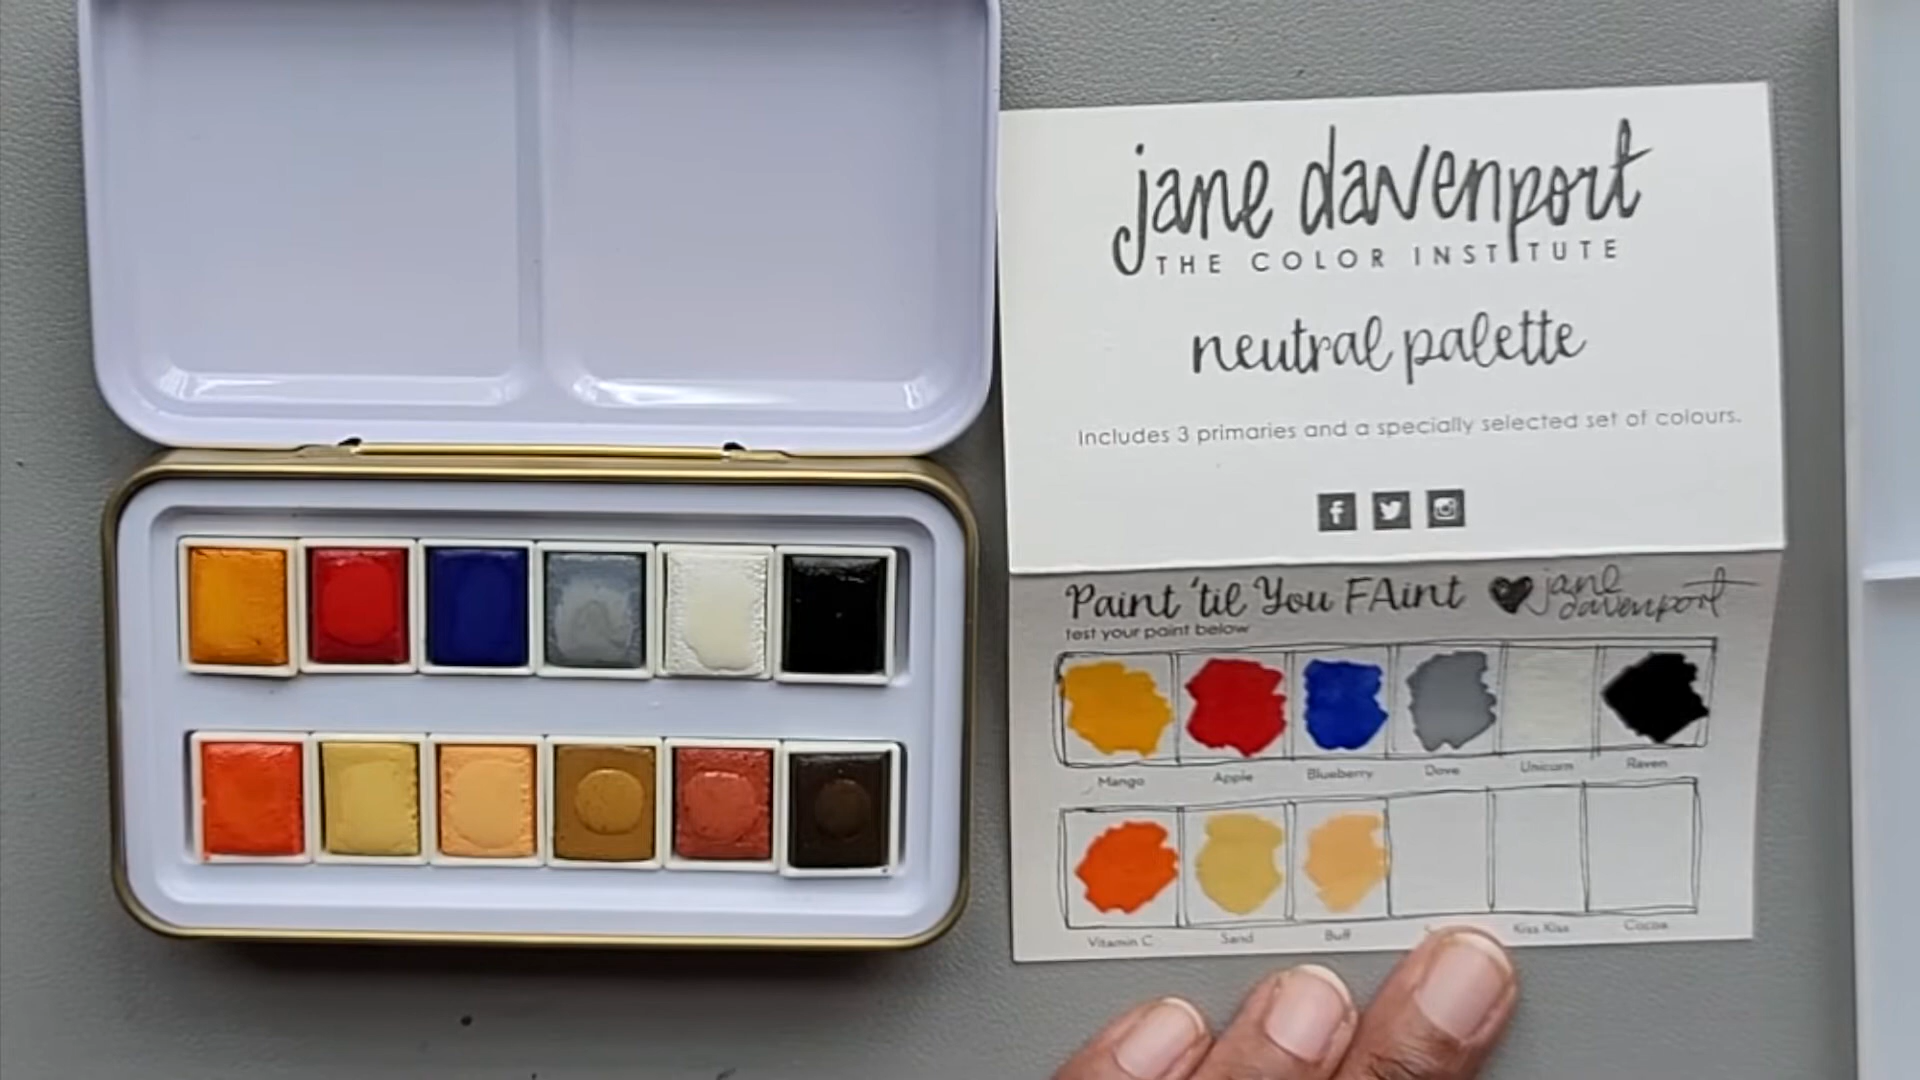 jane davenport
THE COLOR INSTITUTE
neutral palette
Includes 3 primaries and a specially selected set of colours.
Paint 'til You FAint
jane davenport
test your paint below
Mango Apple Blueberry Dove Unicorn Raven
Vitamin C Sand Buff Kiss Kiss Cocoa